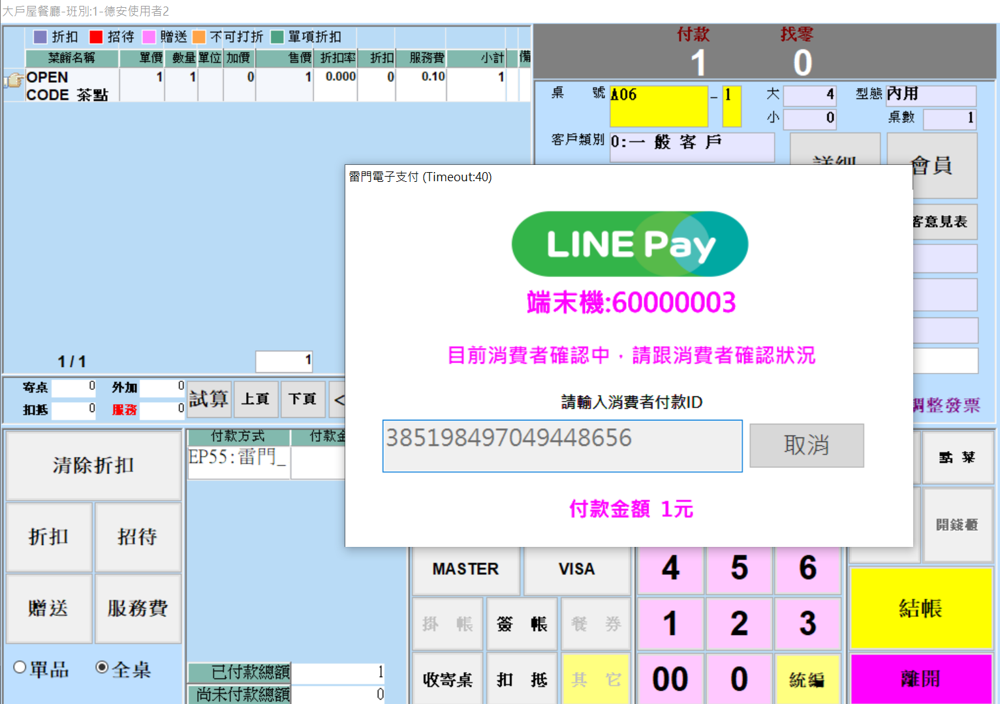 大戶屋餐廳-班別:1-德安使用者2
折扣 招待 贈送 不可打折 單項折扣
菜餚名稱 單價 數量 單位 加價 售價 折扣率 折扣 服務費 小計 備
OPEN CODE 茶點 1 1 0 1 0.000 0 0.10 1
1 / 1 1
寄点 0 外加 0
扣抵 0 服務 0
試算 上頁 下頁 <
付款 找零
1 0
桌 號 A06 - 1 大 4 型態 內用
小 0 桌數 1
客戶類別 0:一 般 客 戶
詳細 會員
客意見表
調整發票
雷門電子支付 (Timeout:40)
LINE Pay
端末機:60000003
目前消費者確認中，請跟消費者確認狀況
請輸入消費者付款ID
385198497049448656 取消
付款金額 1元
清除折扣
折扣 招待
贈送 服務費
單品 全桌
付款方式 付款金
EP55:雷門_
已付款總額 1
尚未付款總額 0
MASTER VISA
掛 帳 簽 帳 餐 券
收寄桌 扣 抵 其 它
4 5 6
1 2 3
00 0 統編
點 菜
開錢櫃
結帳
離開